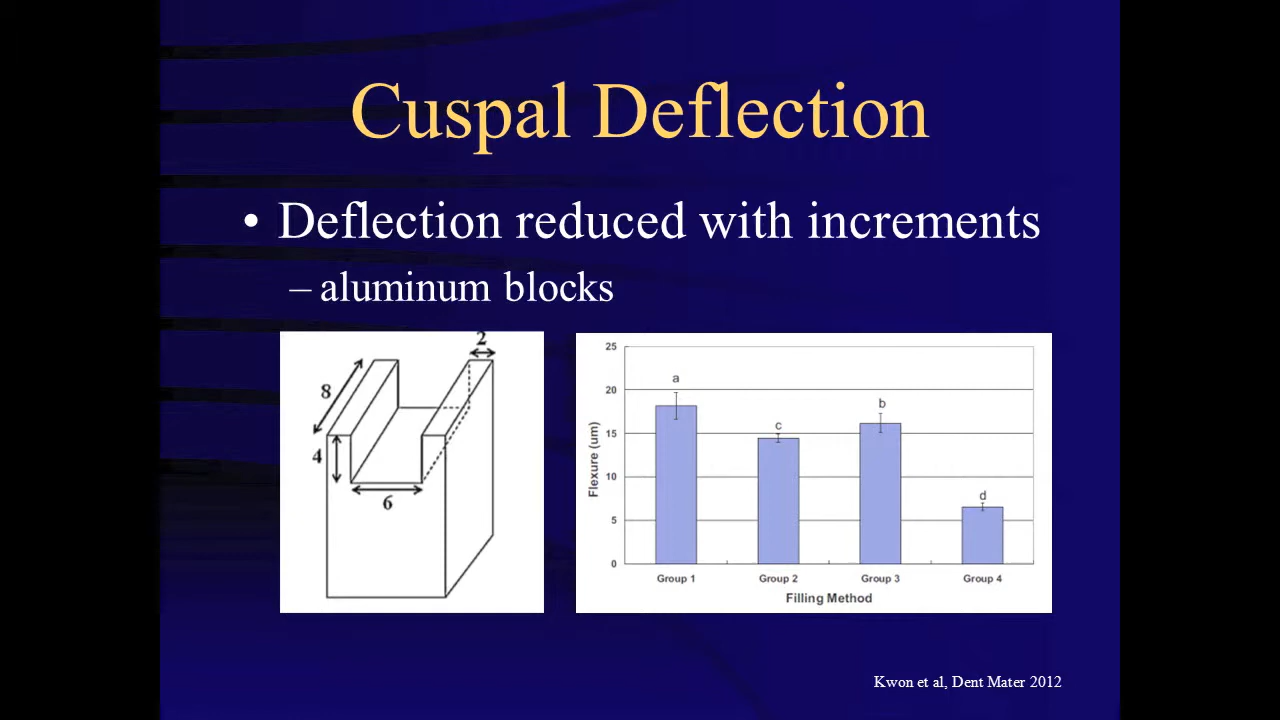 Cuspal Deflection
• Deflection reduced with increments
– aluminum blocks
2
8
4
6
25
20
15
10
5
0
Flexure (um)
a
c
b
d
Group 1 Group 2 Group 3 Group 4
Filling Method
Kwon et al, Dent Mater 2012